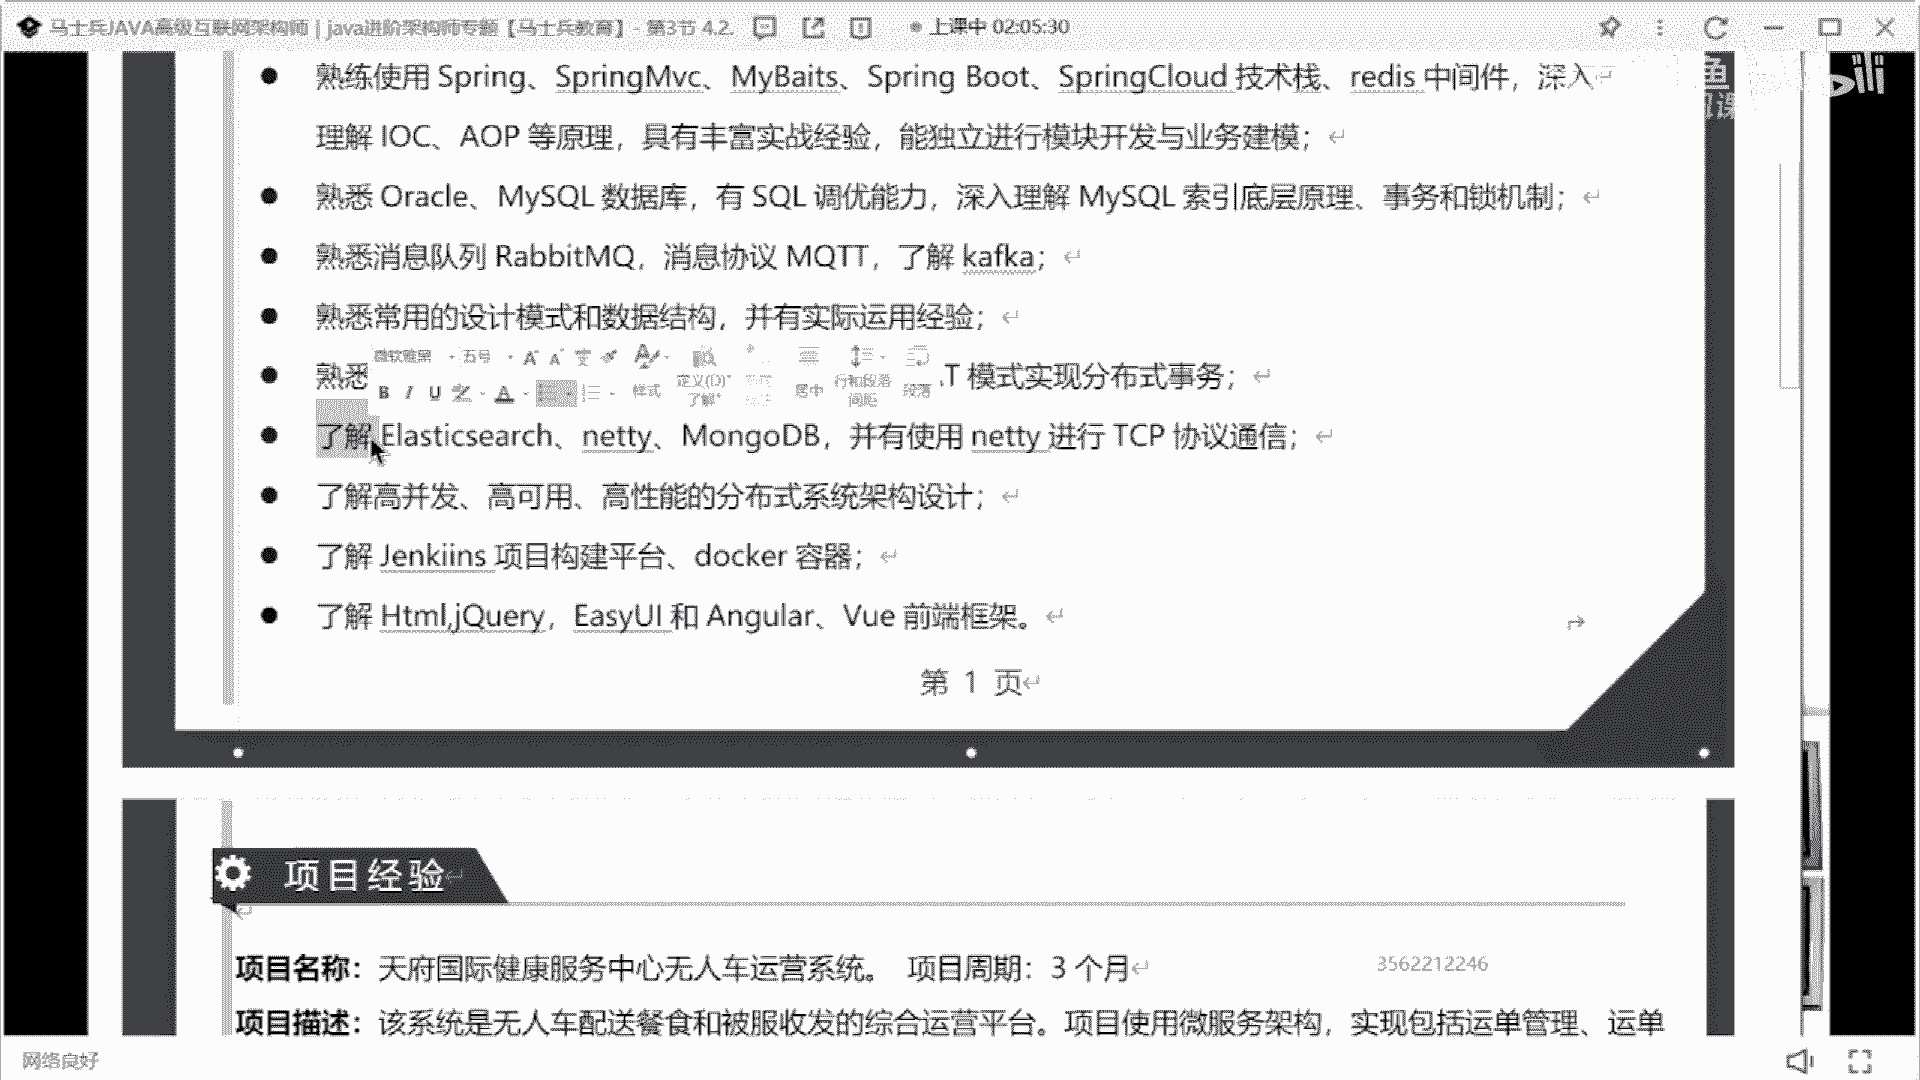 马士兵JAVA高级互联网架构师 | java进阶架构师专题【马士兵教育】 - 第3节 4.2.
上课中 02:05:30
熟练使用 Spring、SpringMvc、MyBaits、Spring Boot、SpringCloud 技术栈、redis 中间件，深入
理解 IOC、AOP 等原理，具有丰富实战经验，能独立进行模块开发与业务建模；
熟悉 Oracle、MySQL 数据库，有 SQL 调优能力，深入理解 MySQL 索引底层原理、事务和锁机制；
熟悉消息队列 RabbitMQ，消息协议 MQTT，了解 kafka；
熟悉常用的设计模式和数据结构，并有实际运用经验；
微软雅黑 五号
熟悉 T 模式实现分布式事务；
B I U 样式 定义(D) 居中 行和段落 段落
了解 间距
了解 Elasticsearch、netty、MongoDB，并有使用 netty 进行 TCP 协议通信；
了解高并发、高可用、高性能的分布式系统架构设计；
了解 Jenkiins 项目构建平台、docker 容器；
了解 Html,jQuery，EasyUI 和 Angular、Vue 前端框架。
第 1 页
项目经验
项目名称：天府国际健康服务中心无人车运营系统。 项目周期：3 个月
3562212246
项目描述：该系统是无人车配送餐食和被服收发的综合运营平台。项目使用微服务架构，实现包括运单管理、运单
网络良好